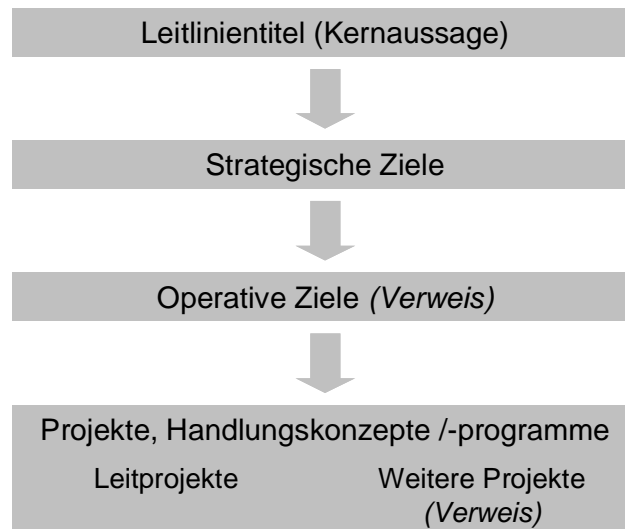 Leitlinientitel (Kernaussage)
Strategische Ziele
Operative Ziele (Verweis)
Projekte, Handlungskonzepte /-programme
Leitprojekte
Weitere Projekte
(Verweis)